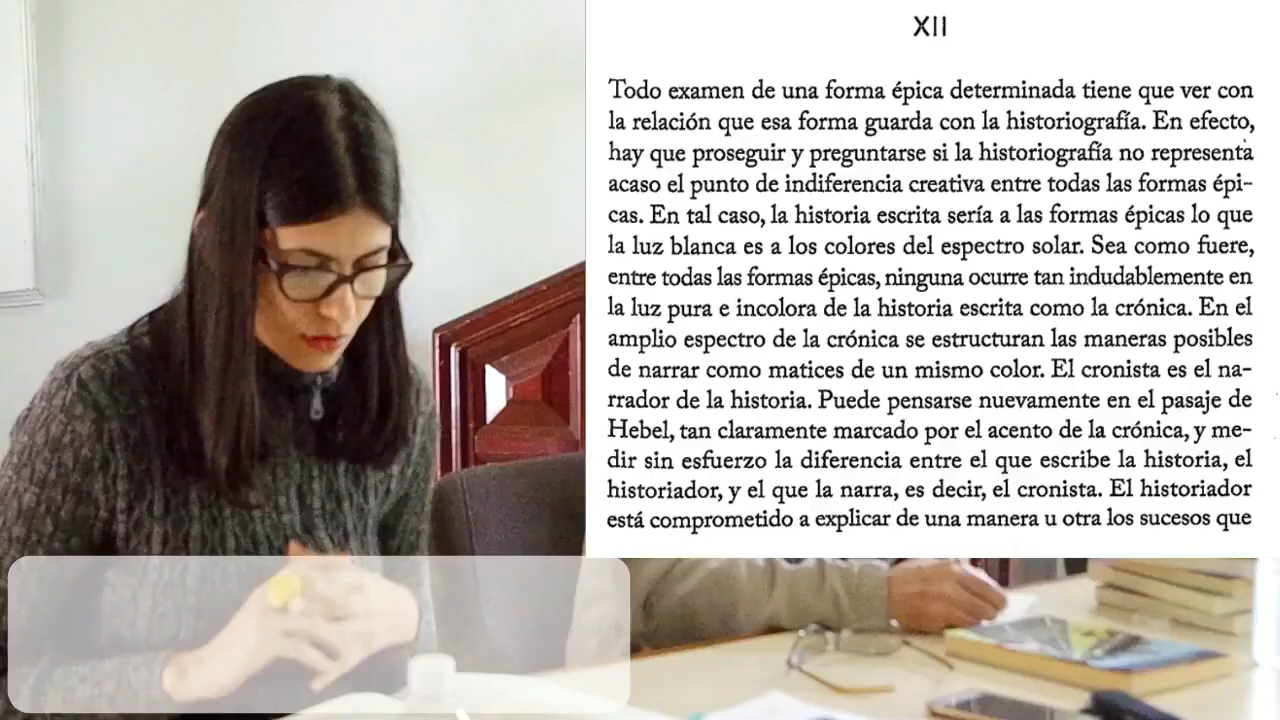 XII
Todo examen de una forma épica determinada tiene que ver con
la relación que esa forma guarda con la historiografía. En efecto,
hay que proseguir y preguntarse si la historiografía no representa
acaso el punto de indiferencia creativa entre todas las formas épi-
cas. En tal caso, la historia escrita sería a las formas épicas lo que
la luz blanca es a los colores del espectro solar. Sea como fuere,
entre todas las formas épicas, ninguna ocurre tan indudablemente en
la luz pura e incolora de la historia escrita como la crónica. En el
amplio espectro de la crónica se estructuran las maneras posibles
de narrar como matices de un mismo color. El cronista es el na-
rrador de la historia. Puede pensarse nuevamente en el pasaje de
Hebel, tan claramente marcado por el acento de la crónica, y me-
dir sin esfuerzo la diferencia entre el que escribe la historia, el
historiador, y el que la narra, es decir, el cronista. El historiador
está comprometido a explicar de una manera u otra los sucesos que